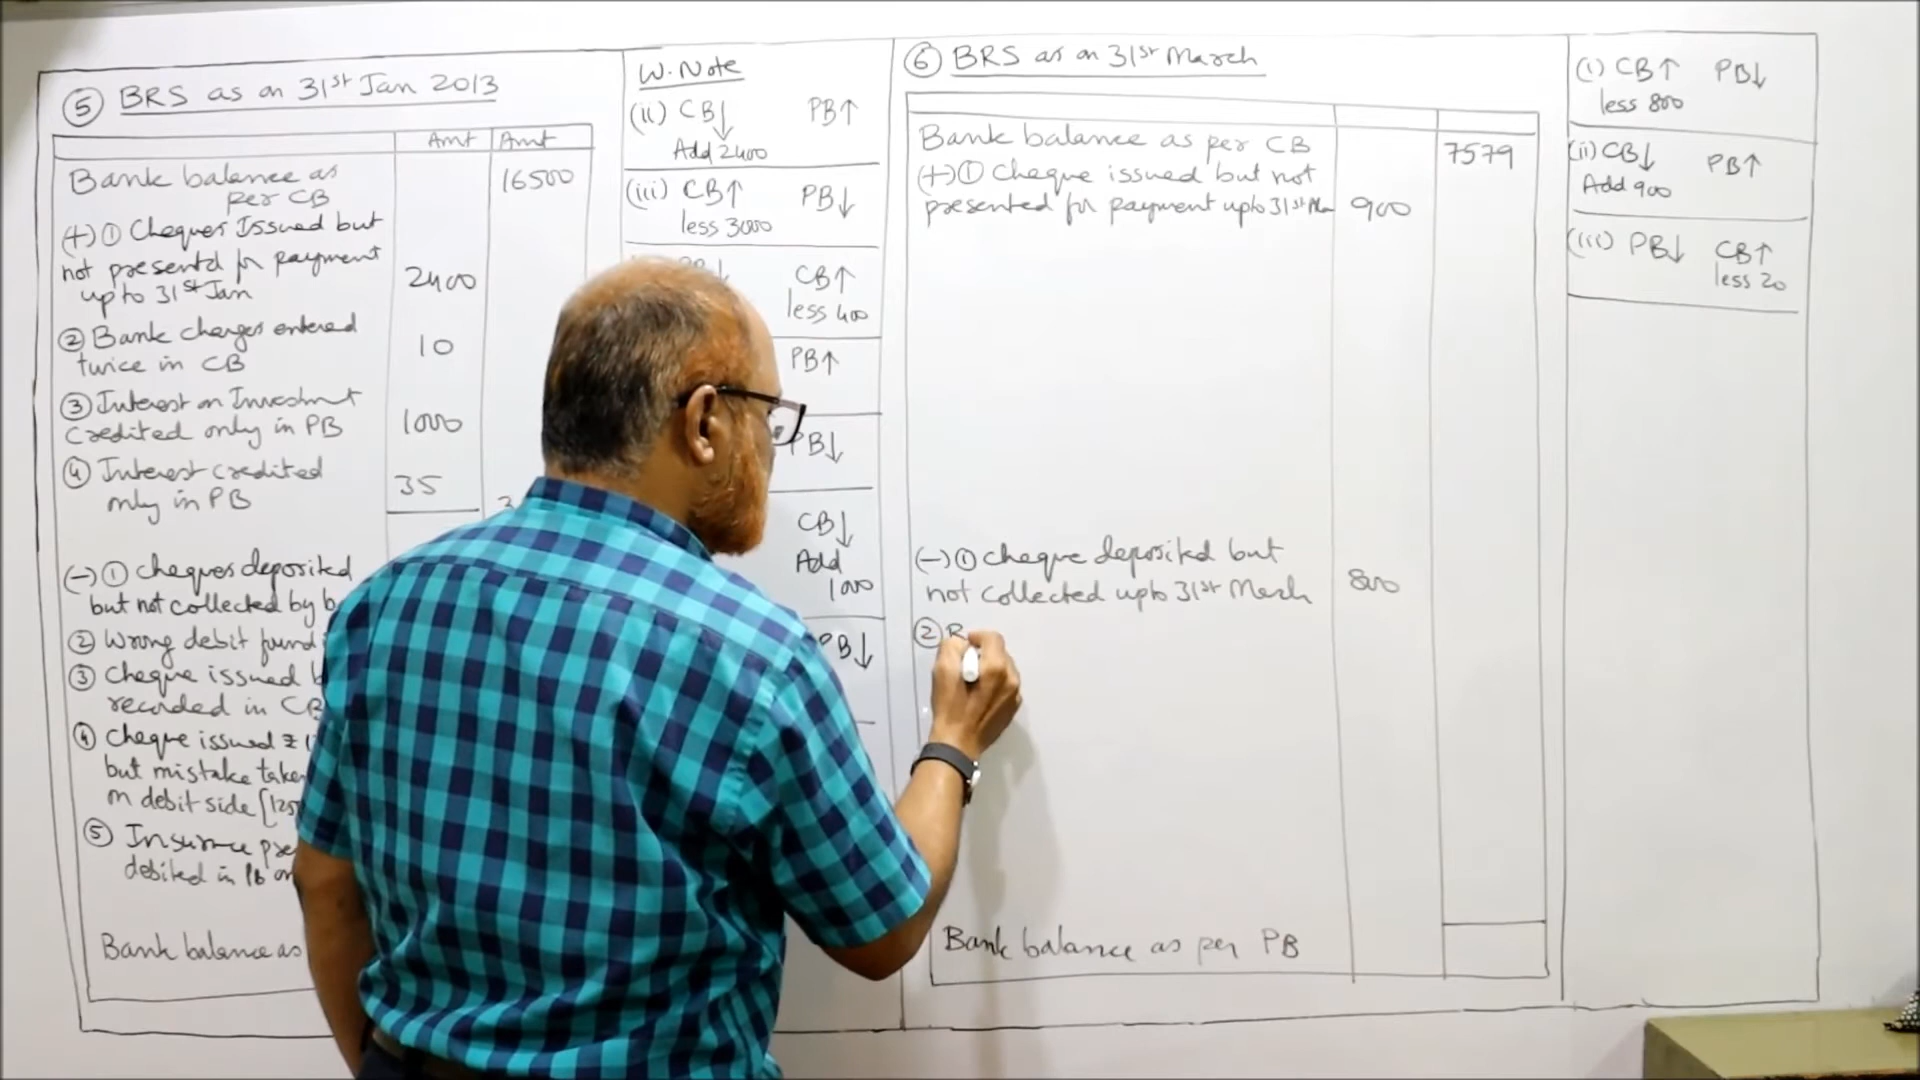 ⑤ BRS as on 31st Jan 2013
Amt Amt
Bank balance as
per CB 16500
(+) ① Cheques Issued but
not presentd for payment
upto 31st Jan 2400
② Bank charges entered
twice in CB 10
③ Interest on Investmnt
credited only in PB 1000
④ Interest credited
only in PB 35
(-) ① cheques deposited
but not collected by
② Wrong debit found
③ Cheque issued
recorded in CB
④ Cheque issued ₹
but mistake taken
on debit side
⑤ Insurance
debited in PB
Bank balance as
W. Note
(ii) CB↓ PB↑
Add 2400
(iii) CB↑ PB↓
less 3000
CB↑
less 400
PB↑
PB↓
CB↓
Add
1000
PB↓
⑥ BRS as on 31st March
Bank balance as per CB 7579
(+) ① Cheque issued but not
presented for payment upto 31st Ma 900
(-) ① cheque deposited but
not collected upto 31st March 800
② B
Bank balance as per PB
(i) CB↑ PB↓
less 800
(ii) CB↓ PB↑
Add 900
(iii) PB↓ CB↑
less 20